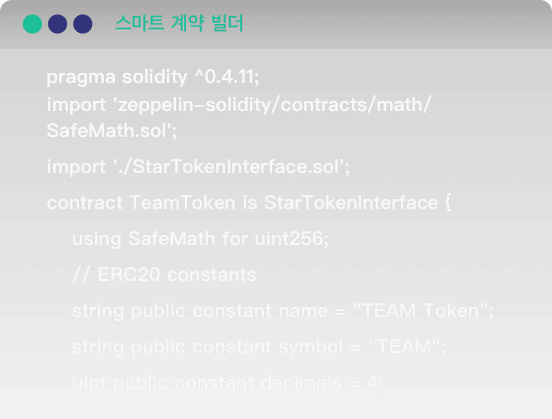 스마트 계약 빌더
pragma solidity ^0.4.11;
import 'zeppelin-solidity/contracts/math/
SafeMath.sol';
import './StarTokenInterface.sol';
contract TeamToken is StarTokenInterface {
using SafeMath for uint256;
// ERC20 constants
string public constant name = "TEAM Token";
string public constant symbol = "TEAM";
uint public constant decimals = 4;